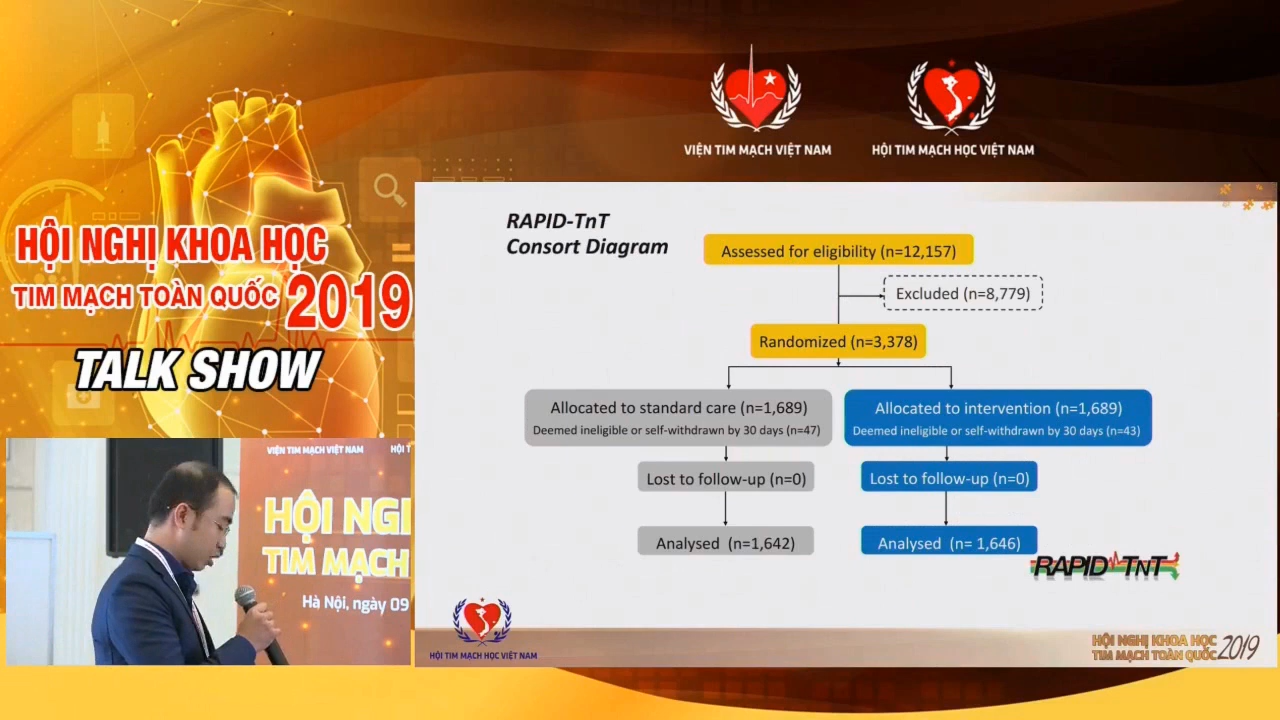 VIỆN TIM MẠCH VIỆT NAM
HỘI TIM MẠCH HỌC VIỆT NAM
HỘI NGHỊ KHOA HỌC
TIM MẠCH TOÀN QUỐC 2019
TALK SHOW
RAPID-TnT
Consort Diagram
Assessed for eligibility (n=12,157)
Excluded (n=8,779)
Randomized (n=3,378)
Allocated to standard care (n=1,689)
Deemed ineligible or self-withdrawn by 30 days (n=47)
Allocated to intervention (n=1,689)
Deemed ineligible or self-withdrawn by 30 days (n=43)
Lost to follow-up (n=0)
Lost to follow-up (n=0)
Analysed (n=1,642)
Analysed (n= 1,646)
RAPID TnT
HỘI TIM MẠCH HỌC VIỆT NAM
HỘI NGHỊ KHOA HỌC
TIM MẠCH TOÀN QUỐC 2019
VIỆN TIM MẠCH VIỆT NAM
HỘI T
HỘI NGH
TIM MẠCH
Hà Nội, ngày 09